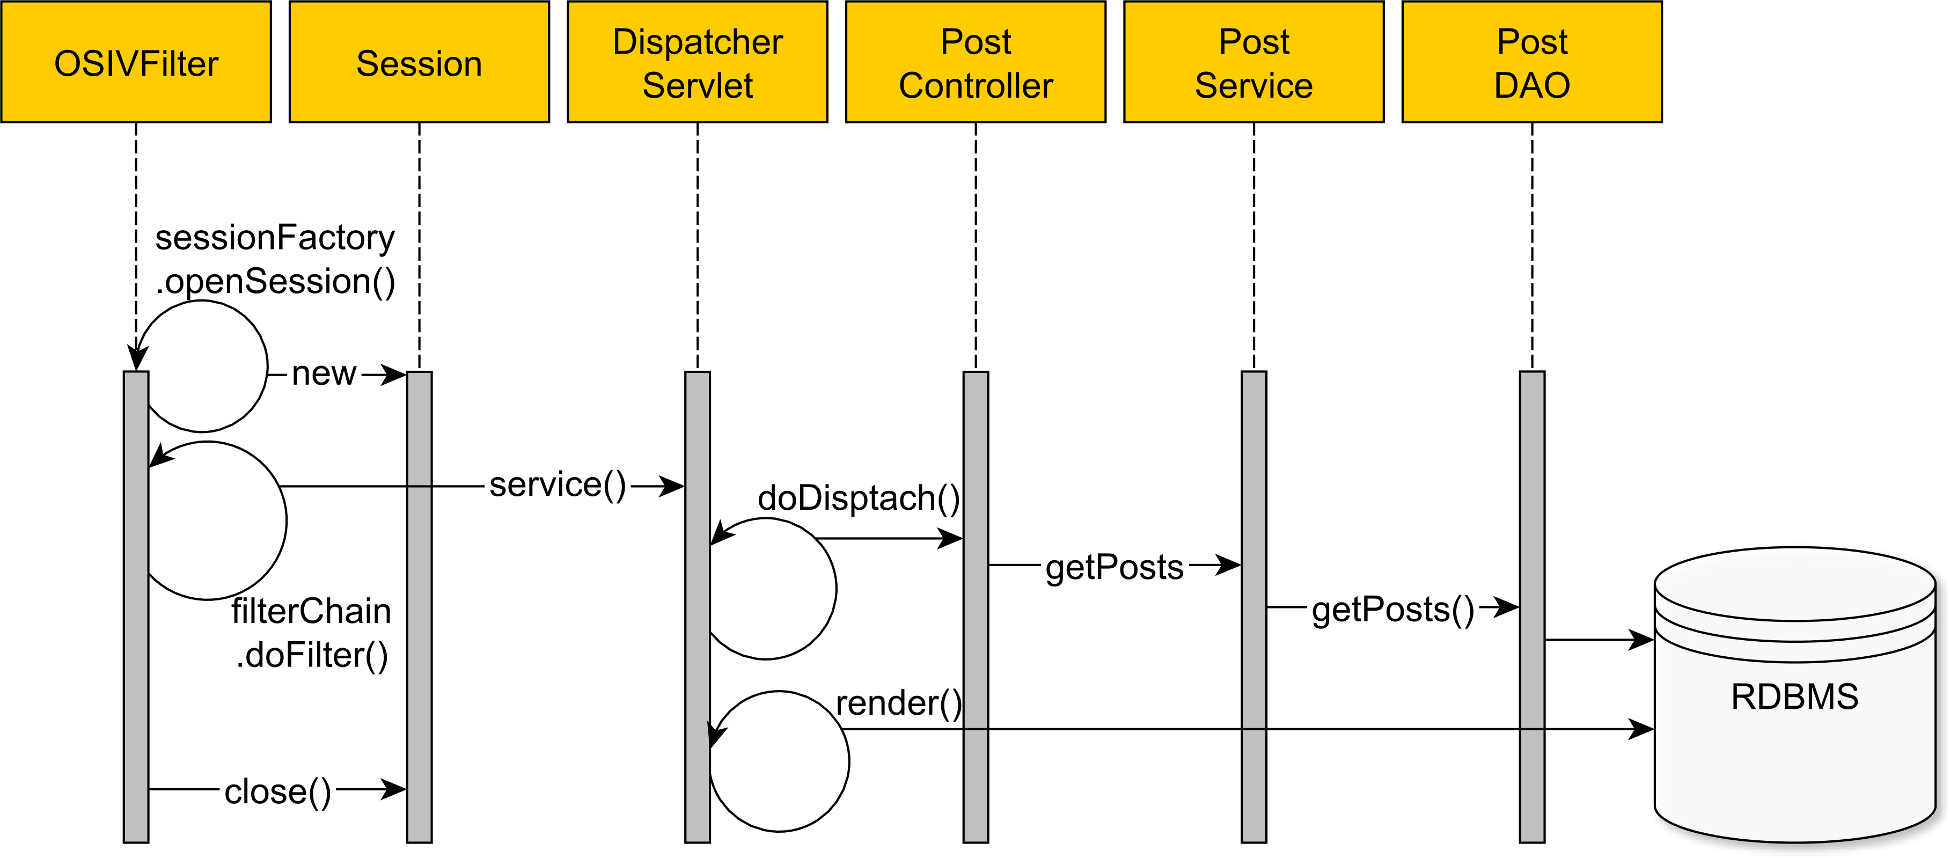 OSIVFilter
Session
Dispatcher
Servlet
Post
Controller
Post
Service
Post
DAO
sessionFactory
.openSession()
new
service()
doDisptach()
getPosts
getPosts()
filterChain
.doFilter()
render()
RDBMS
close()